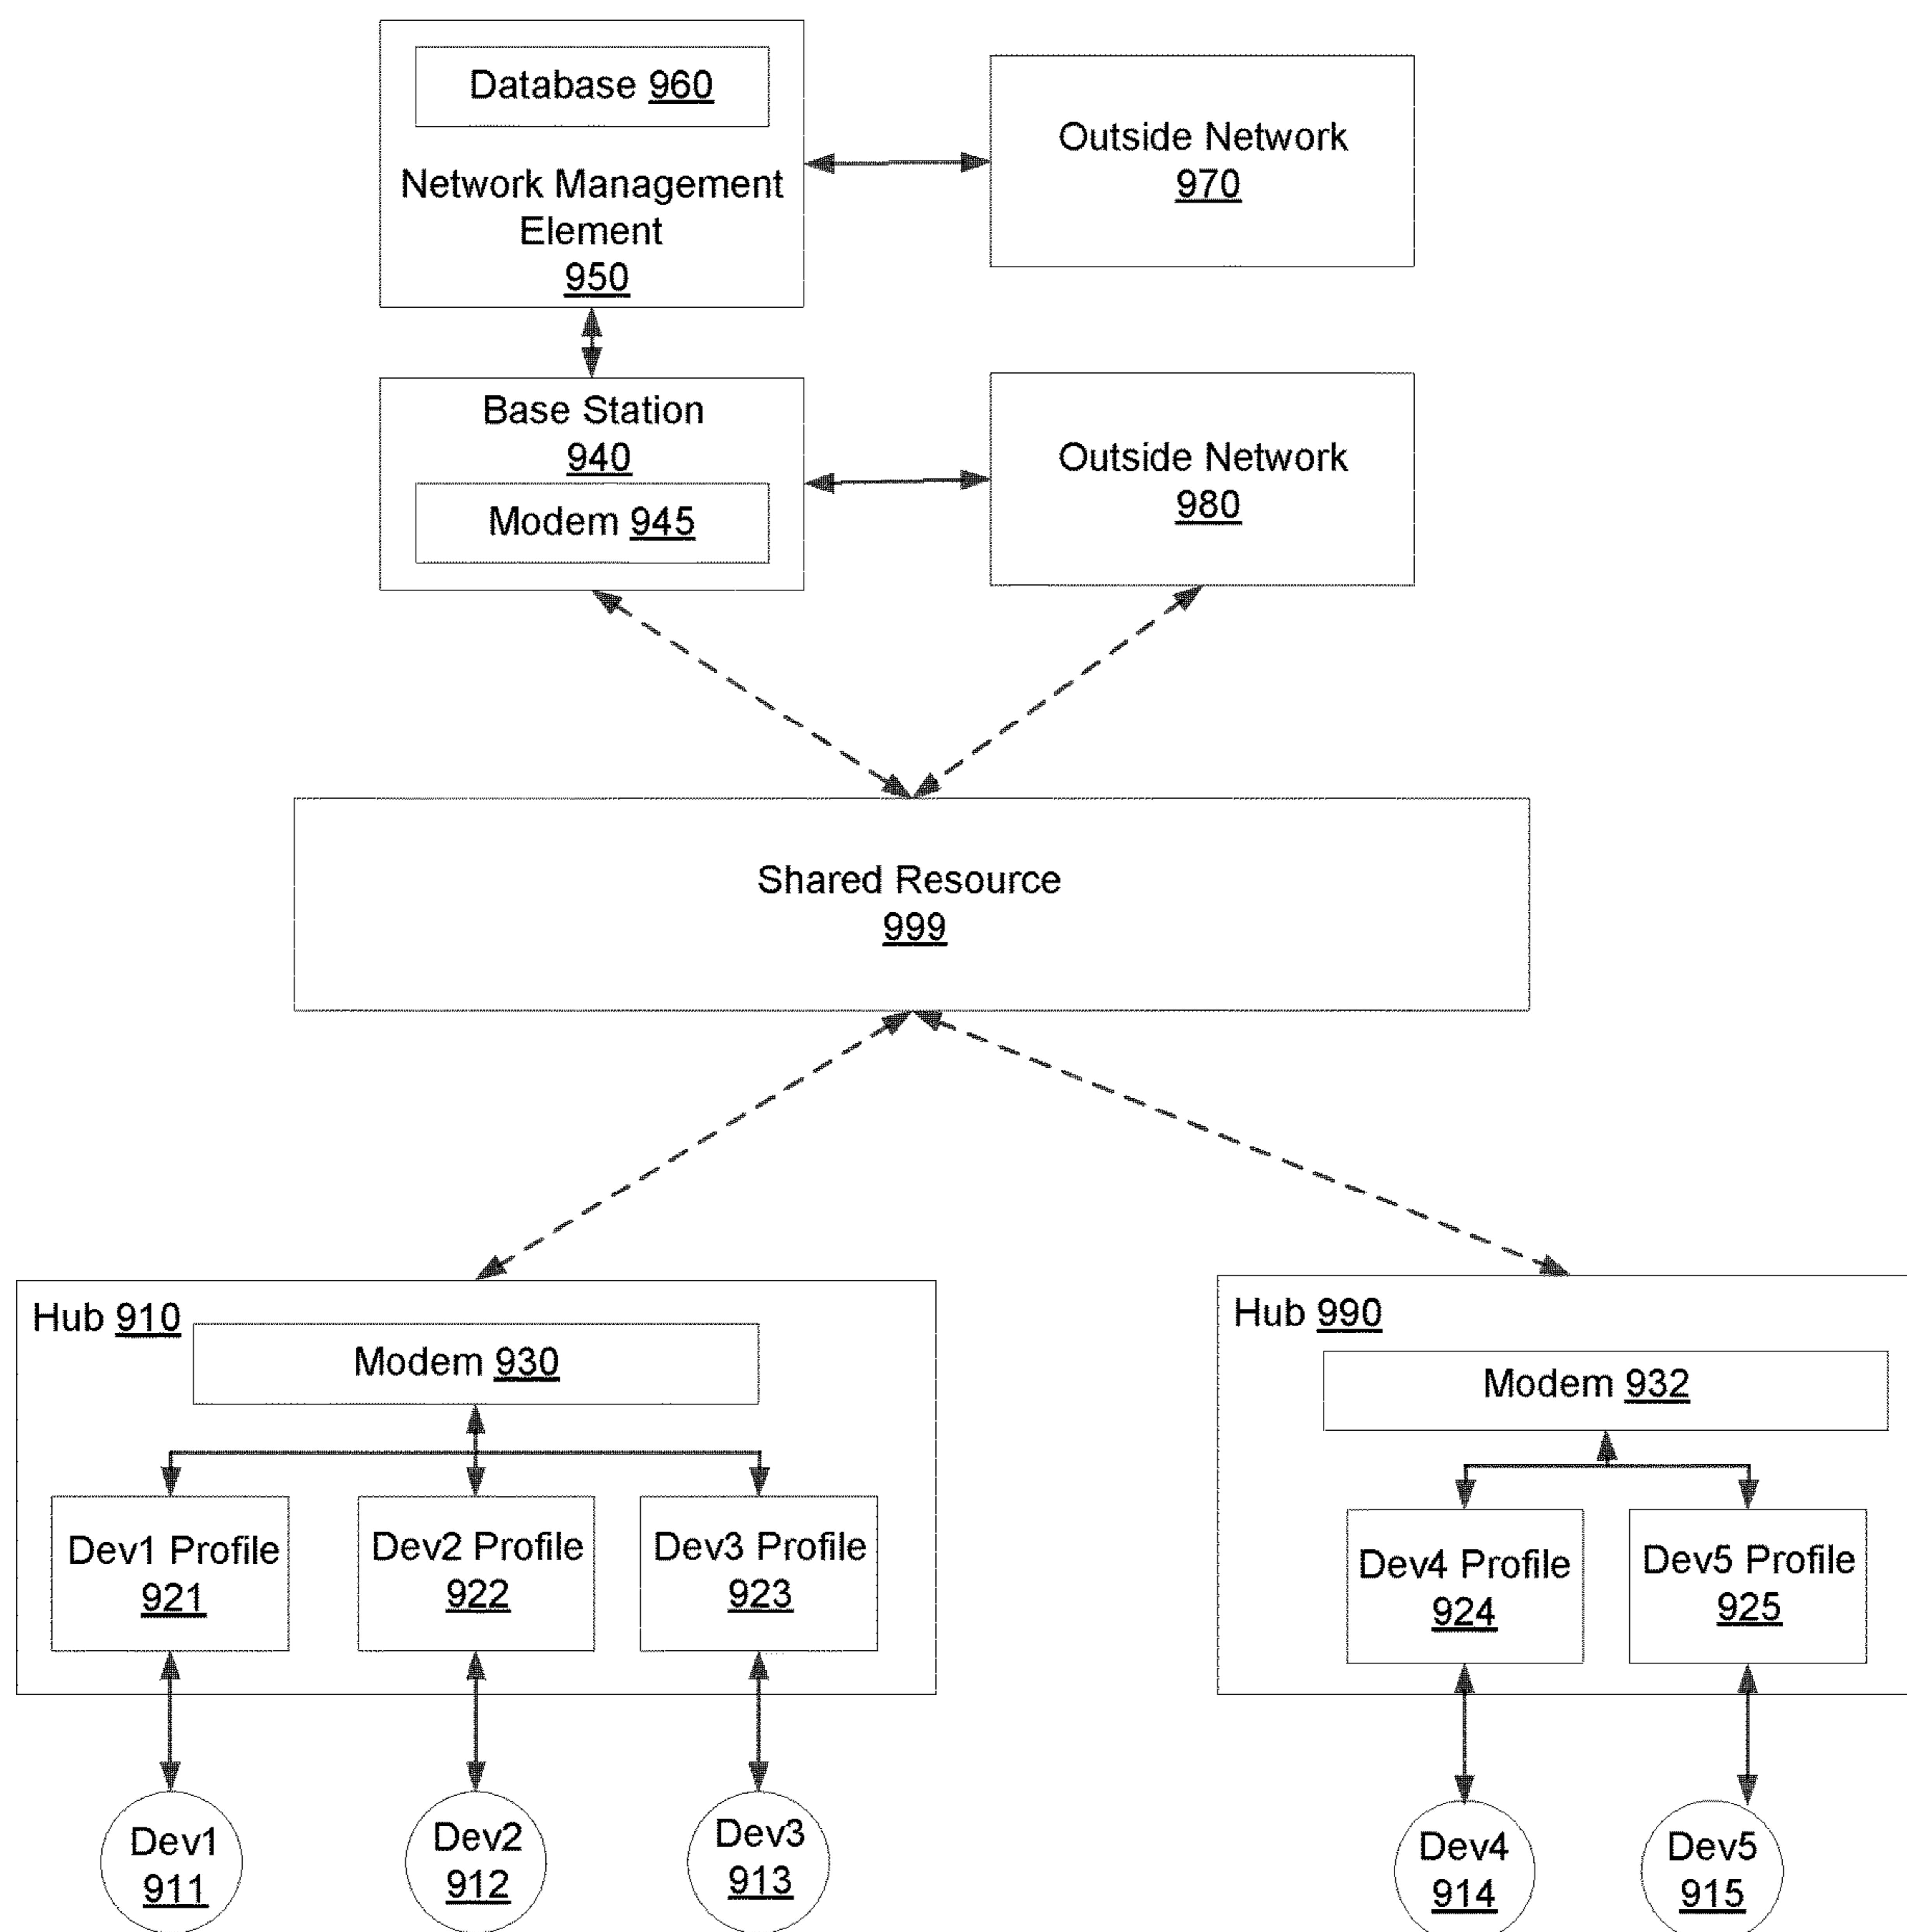 Database 960
Network Management
Element
950
Outside Network
970
Base Station
940
Modem 945
Outside Network
980
Shared Resource
999
Hub 910
Modem 930
Dev1 Profile
921
Dev2 Profile
922
Dev3 Profile
923
Dev1
911
Dev2
912
Dev3
913
Hub 990
Modem 932
Dev4 Profile
924
Dev5 Profile
925
Dev4
914
Dev5
915